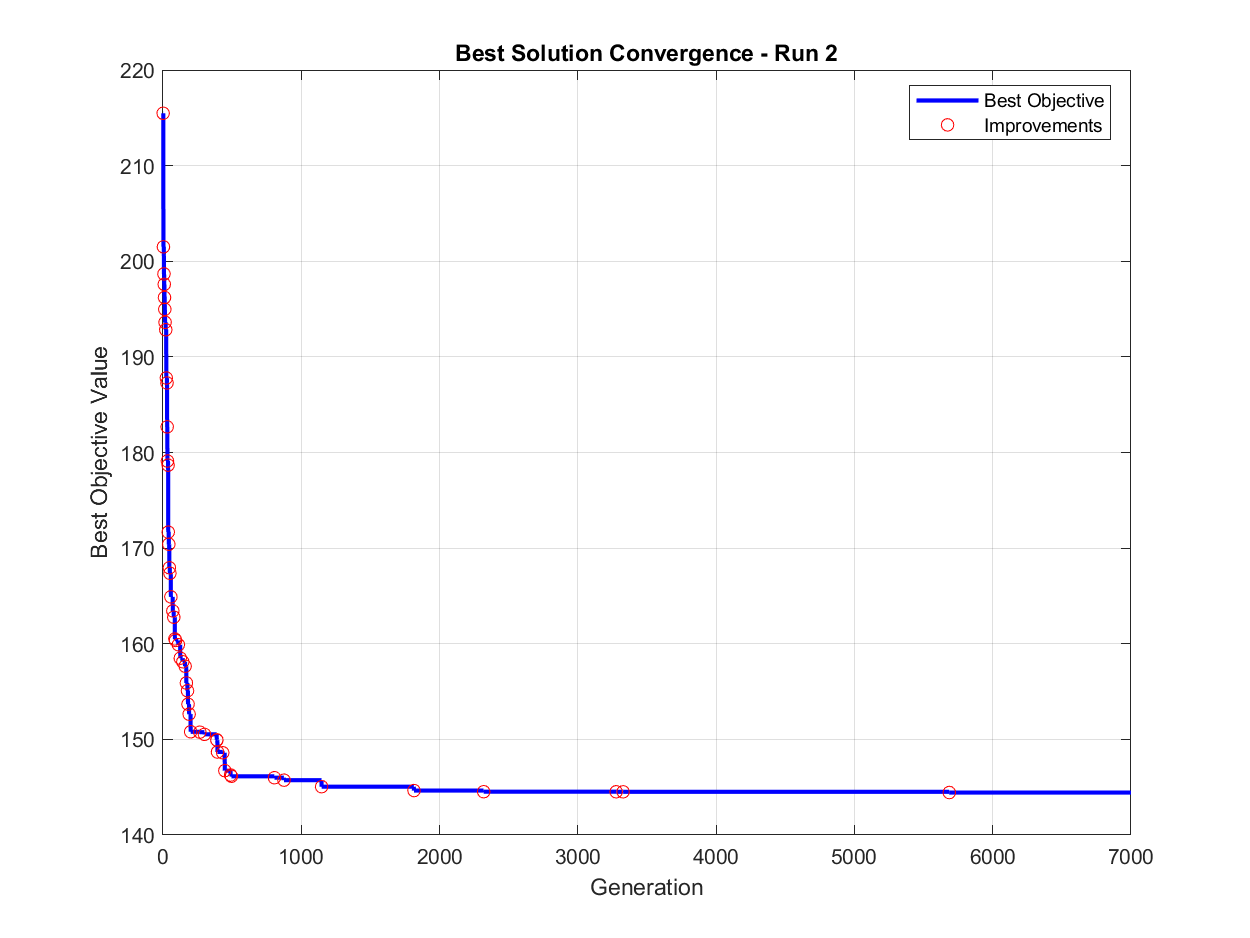 Best Solution Convergence - Run 2
220
210
200
190
180
170
160
150
140
Best Objective Value
Best Objective
Improvements
0 1000 2000 3000 4000 5000 6000 7000
Generation